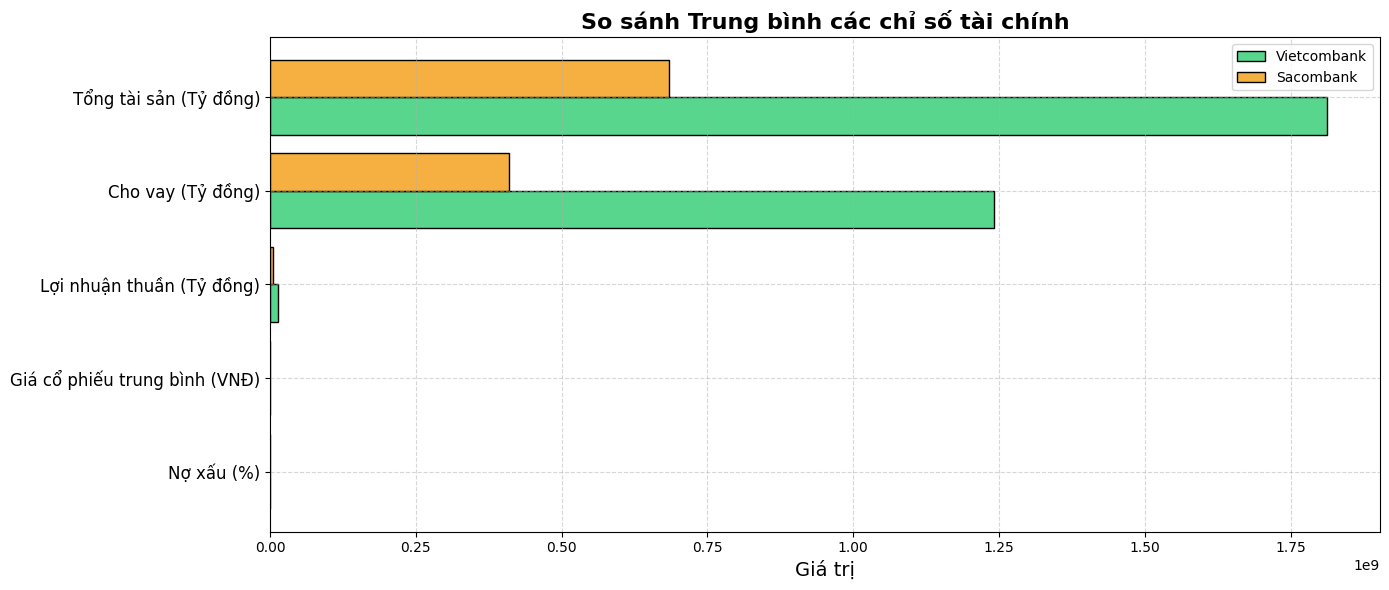 So sánh Trung bình các chỉ số tài chính
Vietcombank
Sacombank
Tổng tài sản (Tỷ đồng)
Cho vay (Tỷ đồng)
Lợi nhuận thuần (Tỷ đồng)
Giá cổ phiếu trung bình (VNĐ)
Nợ xấu (%)
0.00 0.25 0.50 0.75 1.00 1.25 1.50 1.75
1e9
Giá trị